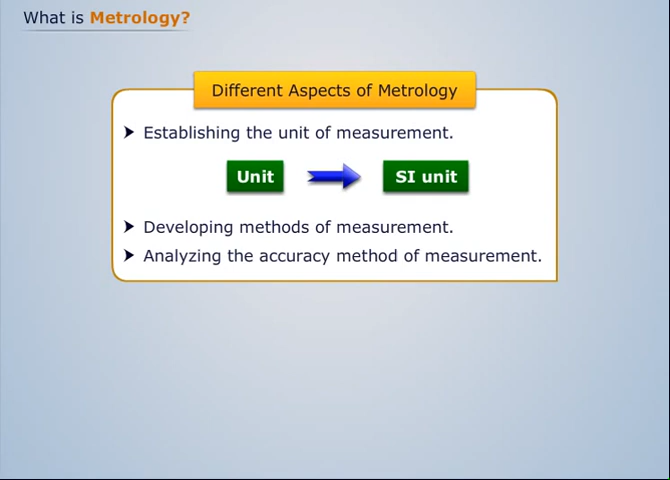 What is Metrology?
Different Aspects of Metrology
Establishing the unit of measurement.
Unit SI unit
Developing methods of measurement.
Analyzing the accuracy method of measurement.